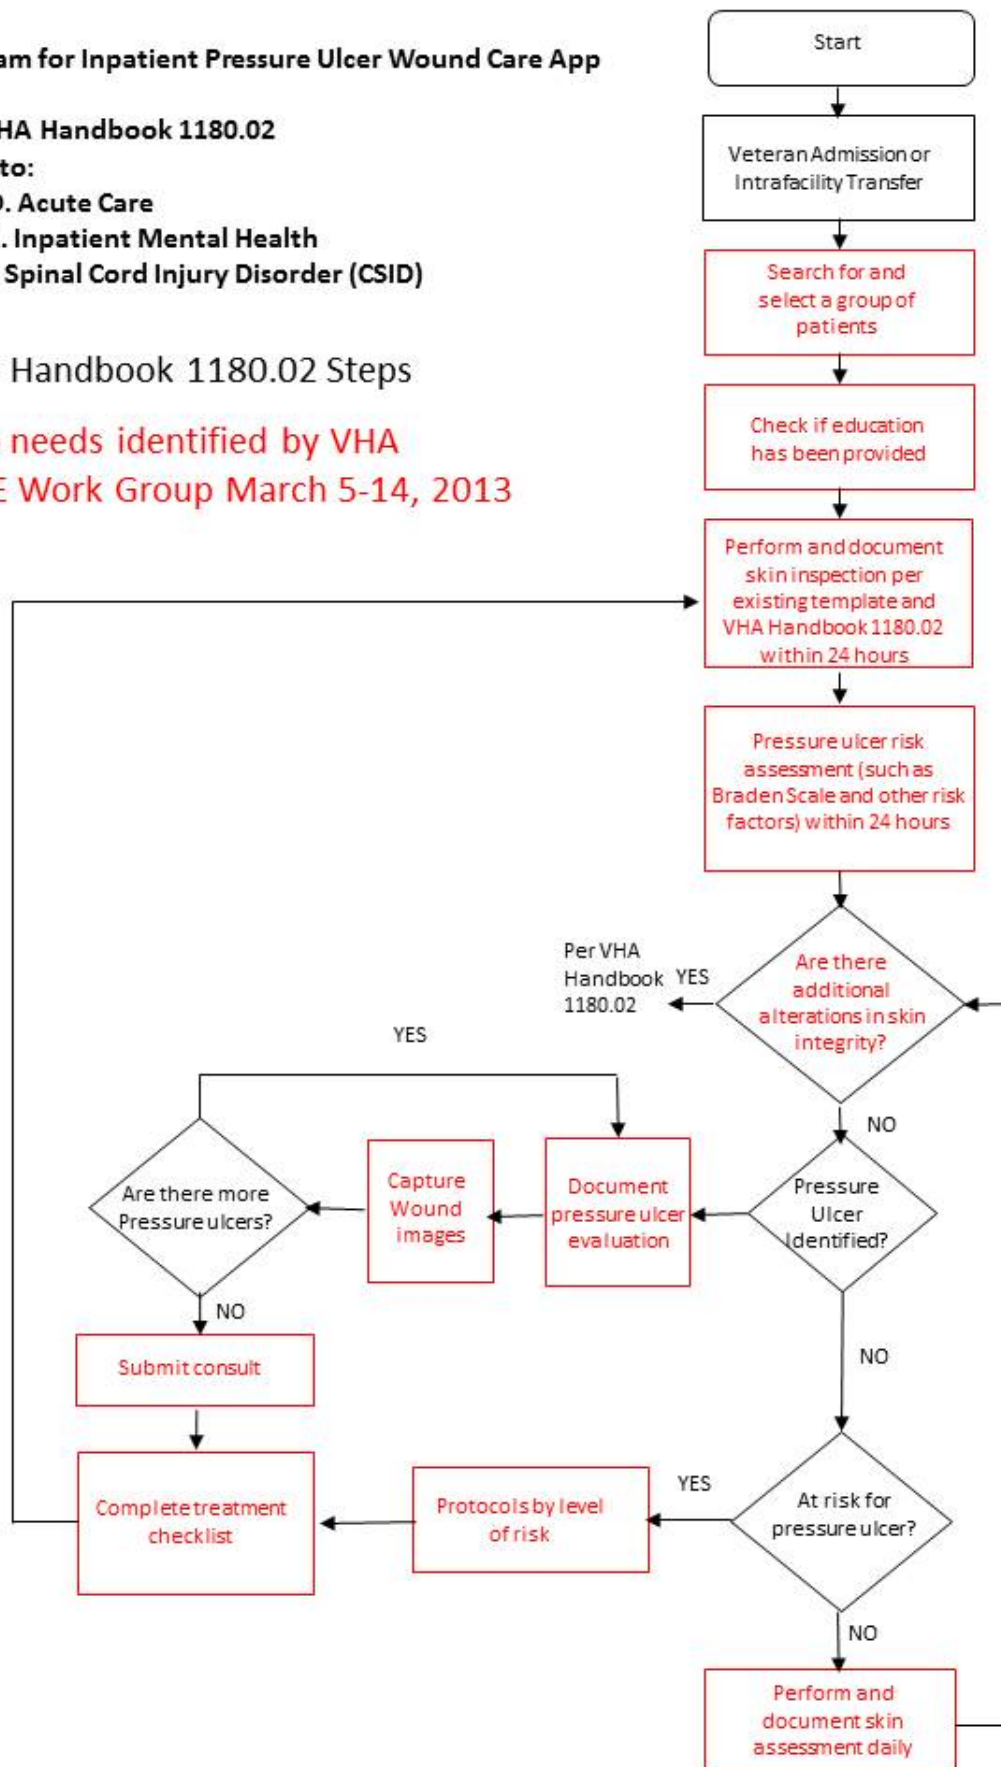 am for Inpatient Pressure Ulcer Wound Care App
HA Handbook 1180.02
to:
. Acute Care
. Inpatient Mental Health
Spinal Cord Injury Disorder (CSID)
Handbook 1180.02 Steps
needs identified by VHA
E Work Group March 5-14, 2013
Start
Veteran Admission or
Intrafacility Transfer
Search for and
select a group of
patients
Check if education
has been provided
Perform and document
skin inspection per
existing template and
VHA Handbook 1180.02
within 24 hours
Pressure ulcer risk
assessment (such as
Braden Scale and other risk
factors) within 24 hours
Are there
additional
alterations in skin
integrity?
YES
Per VHA
Handbook
1180.02
NO
Pressure
Ulcer
Identified?
Document
pressure ulcer
evaluation
Capture
Wound
images
Are there more
Pressure ulcers?
YES
NO
Submit consult
Complete treatment
checklist
NO
At risk for
pressure ulcer?
YES
Protocols by level
of risk
NO
Perform and
document skin
assessment daily